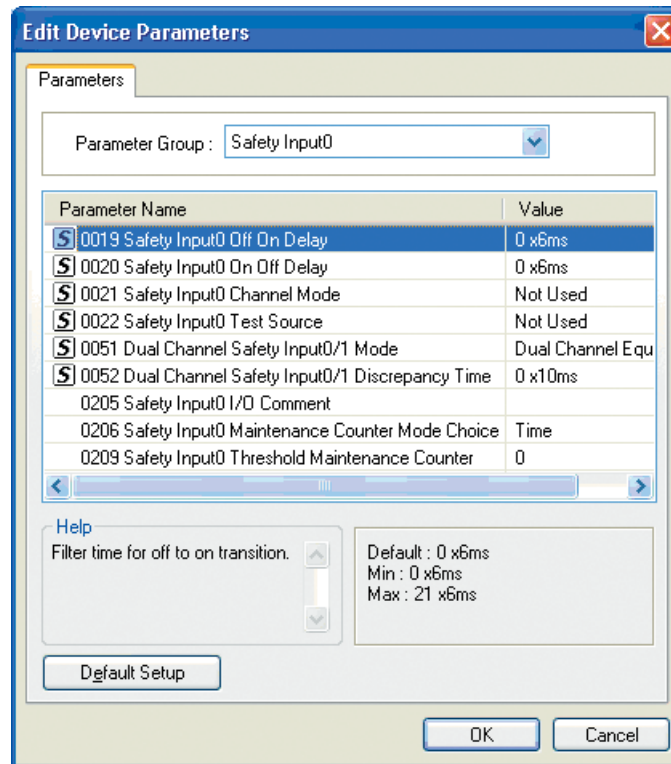 Edit Device Parameters
Parameters
Parameter Group : Safety Input0
Parameter Name Value
S 0019 Safety Input0 Off On Delay 0 x6ms
S 0020 Safety Input0 On Off Delay 0 x6ms
S 0021 Safety Input0 Channel Mode Not Used
S 0022 Safety Input0 Test Source Not Used
S 0051 Dual Channel Safety Input0/1 Mode Dual Channel Equ
S 0052 Dual Channel Safety Input0/1 Discrepancy Time 0 x10ms
0205 Safety Input0 I/O Comment
0206 Safety Input0 Maintenance Counter Mode Choice Time
0209 Safety Input0 Threshold Maintenance Counter 0
Help
Filter time for off to on transition.
Default : 0 x6ms
Min : 0 x6ms
Max : 21 x6ms
Default Setup
OK Cancel